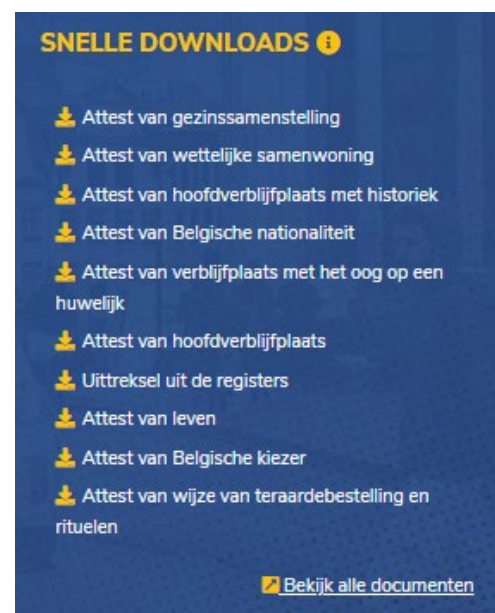 SNELLE DOWNLOADS
Attest van gezinssamenstelling
Attest van wettelijke samenwoning
Attest van hoofdverblijfplaats met historiek
Attest van Belgische nationaliteit
Attest van verblijfplaats met het oog op een
huwelijk
Attest van hoofdverblijfplaats
Uittreksel uit de registers
Attest van leven
Attest van Belgische kiezer
Attest van wijze van teraardebestelling en
rituelen
Bekijk alle documenten